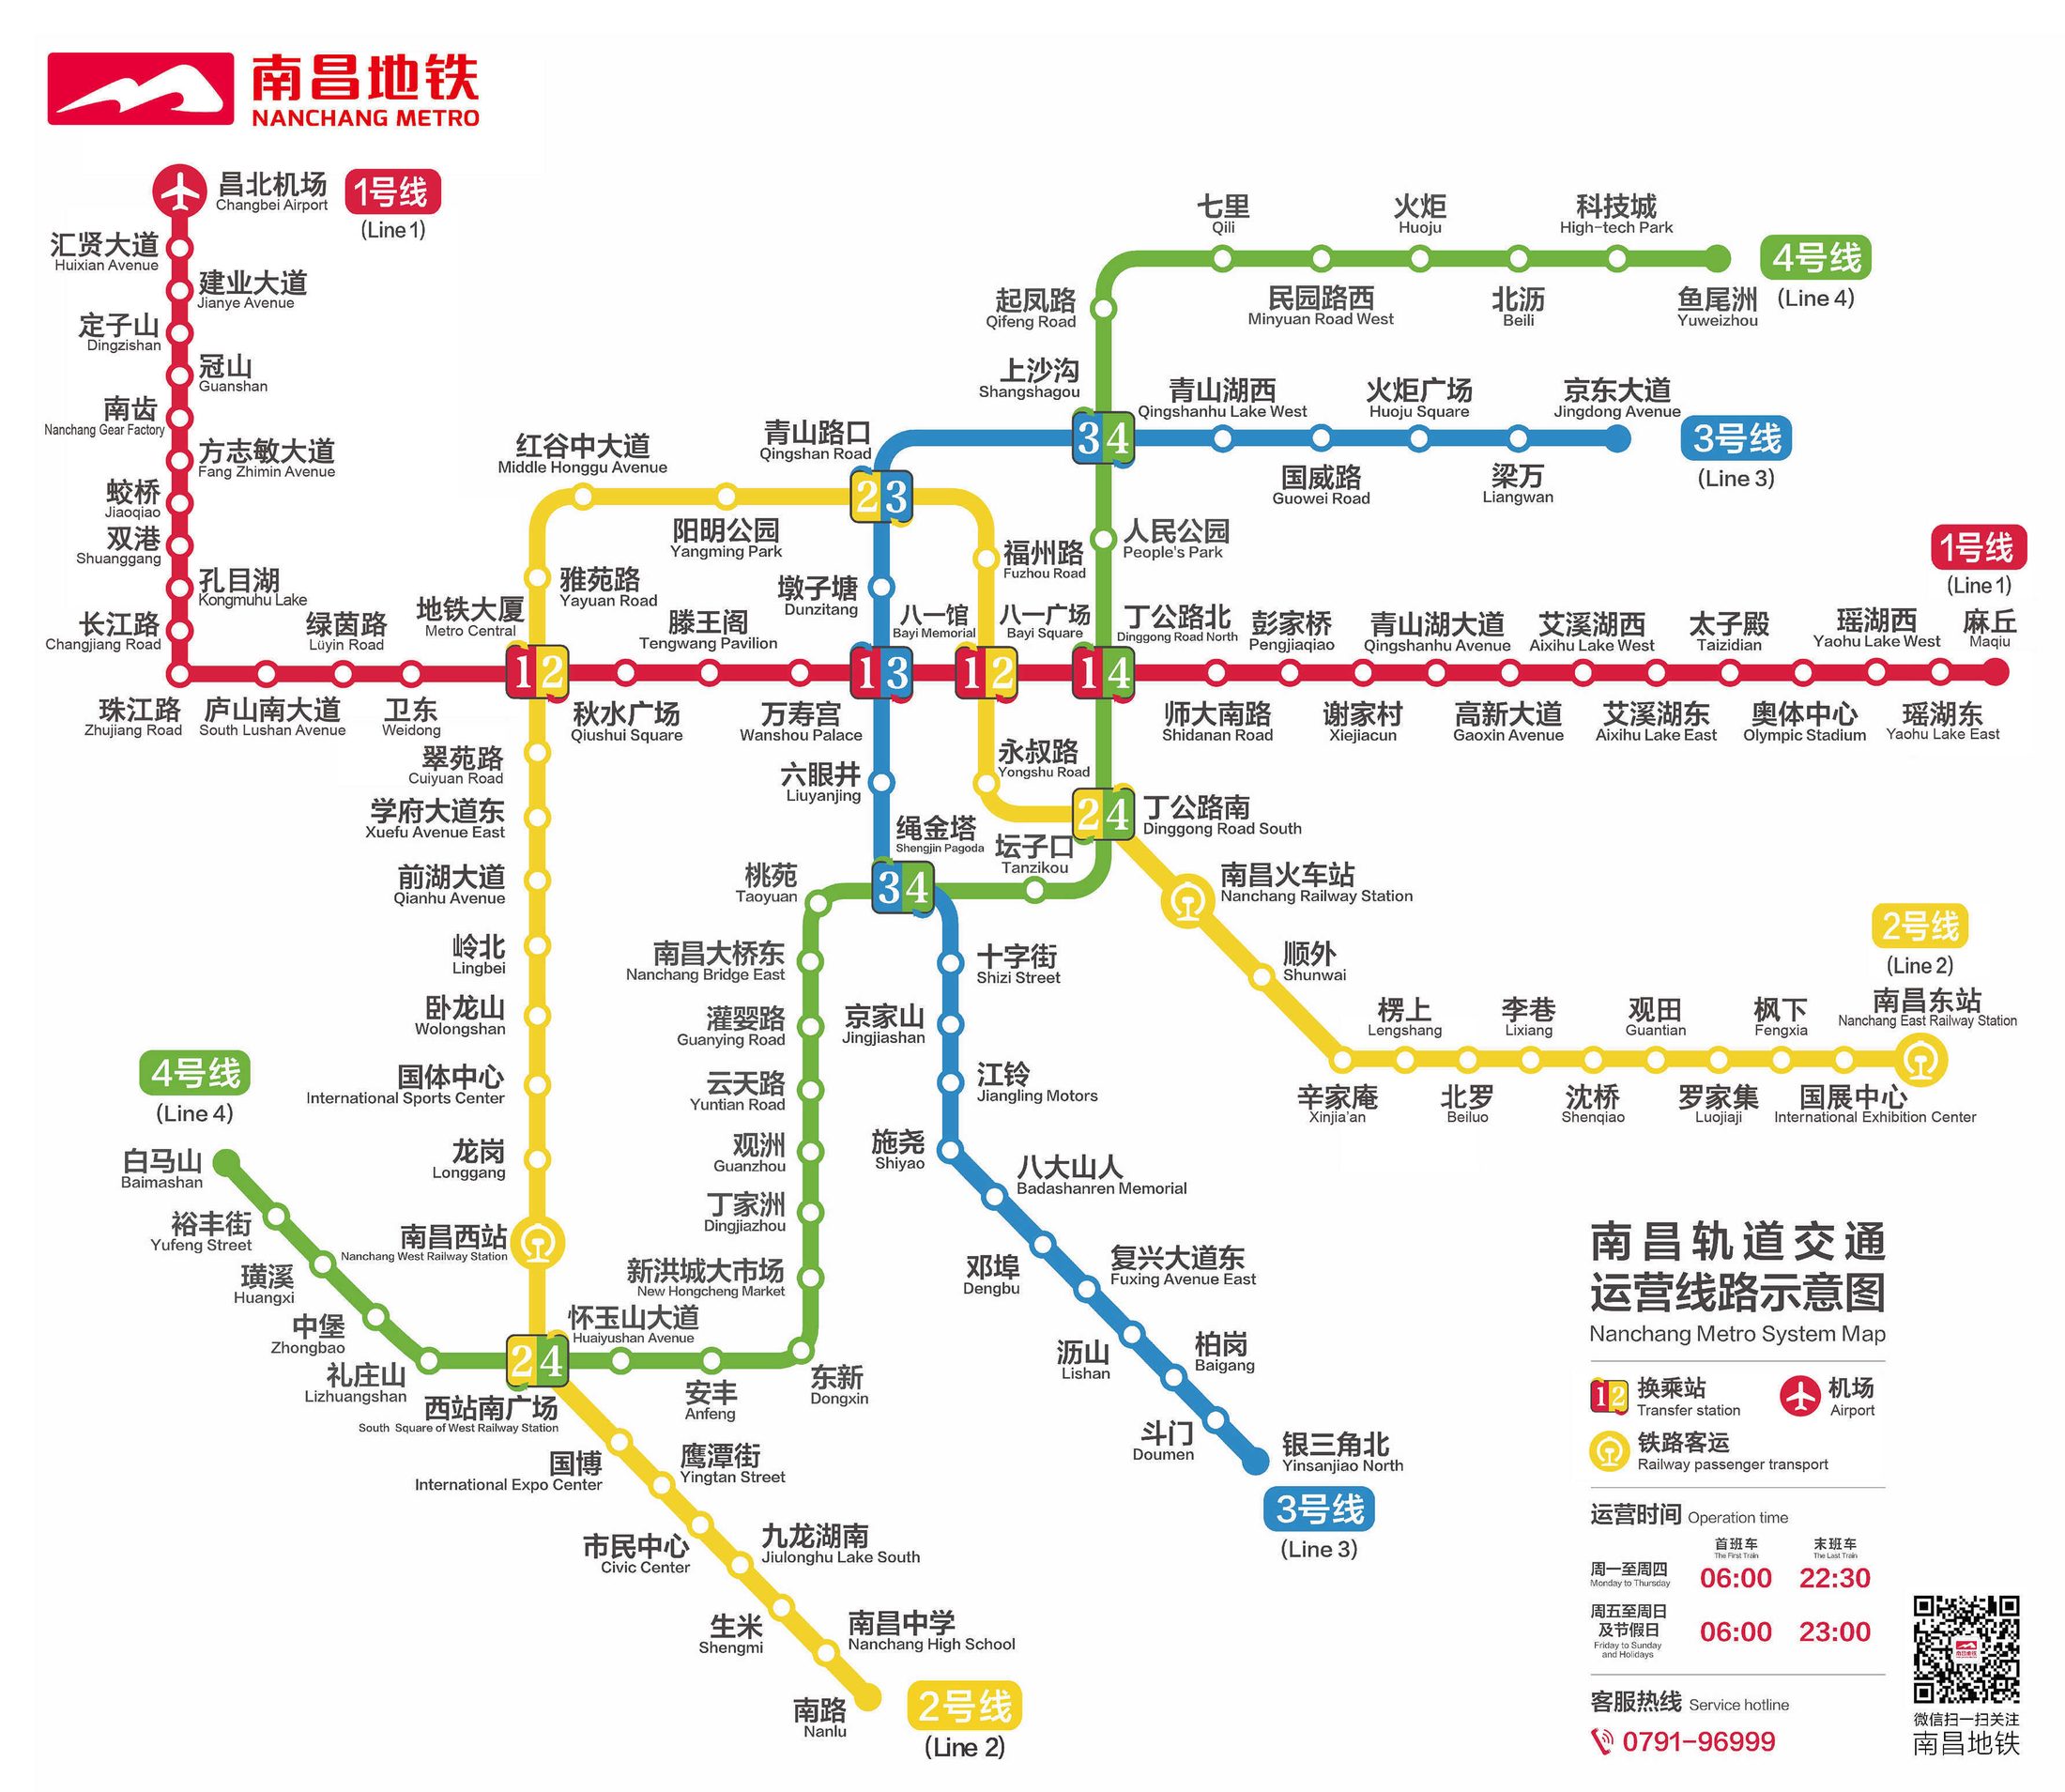 南昌地铁
NANCHANG METRO
昌北机场
Changbei Airport
1号线
(Line1)
汇贤大道
Huixian Avenue
建业大道
Jianye Avenue
定子山
Dingzishan
冠山
Guanshan
南齿
Nanchang Gear Factory
方志敏大道
Fang Zhimin Avenue
蛟桥
Jiaoqiao
双港
Shuanggang
孔目湖
Kongmuhu Lake
长江路
Changjiang Road
珠江路
Zhujiang Road
庐山南大道
South Lushan Avenue
绿茵路
Lüyin Road
卫东
Weidong
地铁大厦
Metro Central
12
秋水广场
Qiushui Square
滕王阁
Tengwang Pavilion
万寿宫
Wanshou Palace
八一馆
Bayi Memorial
13
八一广场
Bayi Square
12
丁公路北
Dinggong Road North
14
师大南路
Shidanan Road
彭家桥
Pengjiaqiao
谢家村
Xiejiacun
青山湖大道
Qingshanhu Avenue
高新大道
Gaoxin Avenue
艾溪湖西
Aixihu Lake West
艾溪湖东
Aixihu Lake East
太子殿
Taizidian
奥体中心
Olympic Stadium
瑶湖西
Yaohu Lake West
瑶湖东
Yaohu Lake East
麻丘
Maqiu
1号线
(Line1)
七里
Qili
火炬
Huoju
科技城
High-tech Park
4号线
(Line 4)
起凤路
Qifeng Road
民园路西
Minyuan Road West
北沥
Beili
鱼尾洲
Yuweizhou
上沙沟
Shangshagou
34
青山湖西
Qingshanhu Lake West
火炬广场
Huoju Square
京东大道
Jingdong Avenue
3号线
(Line 3)
国威路
Guowei Road
梁万
Liangwan
红谷中大道
Middle Honggu Avenue
青山路口
Qingshan Road
23
阳明公园
Yangming Park
雅苑路
Yayuan Road
墩子塘
Dunzitang
福州路
Fuzhou Road
人民公园
People's Park
翠苑路
Cuiyuan Road
六眼井
Liuyanjing
永叔路
Yongshu Road
学府大道东
Xuefu Avenue East
24
丁公路南
Dinggong Road South
绳金塔
Shengjin Pagoda
34
坛子口
Tanzikou
前湖大道
Qianhu Avenue
桃苑
Taoyuan
南昌火车站
Nanchang Railway Station
岭北
Lingbei
南昌大桥东
Nanchang Bridge East
十字街
Shizi Street
顺外
Shunwai
2号线
(Line 2)
卧龙山
Wolongshan
灌婴路
Guanying Road
京家山
Jingjiashan
楞上
Lengshang
李巷
Lixiang
观田
Guantian
枫下
Fengxia
南昌东站
Nanchang East Railway Station
国体中心
International Sports Center
云天路
Yuntian Road
江铃
Jiangling Motors
辛家庵
Xinjia'an
北罗
Beiluo
沈桥
Shenqiao
罗家集
Luojiaji
国展中心
International Exhibition Center
4号线
(Line 4)
白马山
Baimashan
龙岗
Longgang
观洲
Guanzhou
施尧
Shiyao
八大山人
Badashanren Memorial
裕丰街
Yufeng Street
南昌西站
Nanchang West Railway Station
丁家洲
Dingjiazhou
璜溪
Huangxi
新洪城大市场
New Hongcheng Market
邓埠
Dengbu
复兴大道东
Fuxing Avenue East
中堡
Zhongbao
怀玉山大道
Huaiyushan Avenue
24
礼庄山
Lizhuangshan
西站南广场
South Square of West Railway Station
安丰
Anfeng
东新
Dongxin
沥山
Lishan
柏岗
Baigang
斗门
Doumen
银三角北
Yinsanjiao North
3号线
(Line 3)
国博
International Expo Center
鹰潭街
Yingtan Street
市民中心
Civic Center
九龙湖南
Jiulonghu Lake South
生米
Shengmi
南昌中学
Nanchang High School
南路
Nanlu
2号线
(Line 2)
南昌轨道交通
运营线路示意图
Nanchang Metro System Map
12
换乘站
Transfer station
机场
Airport
铁路客运
Railway passenger transport
运营时间 Operation time
首班车 末班车
The First Train The Last Train
周一至周四
Monday to Thursday
06:00 22:30
周五至周日
及节假日
Friday to Sunday
and Holidays
06:00 23:00
客服热线 Service hotline
0791-96999
微信扫一扫关注
南昌地铁